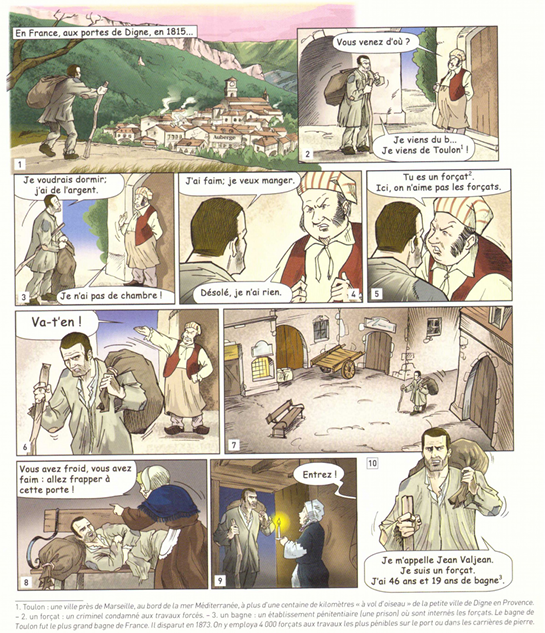 En France, aux portes de Digne, en 1815...
Auberge
1
Vous venez d'où ?
Je viens du b...
Je viens de Toulon¹ !
2
Je voudrais dormir;
j'ai de l'argent.
Je n'ai pas de chambre !
3
J'ai faim; je veux manger.
Désolé, je n'ai rien.
4
Tu es un forçat².
Ici, on n'aime pas les forçats.
5
Va-t'en !
6
7
Vous avez froid, vous avez
faim : allez frapper à
cette porte !
8
Entrez !
9
10
Je m'appelle Jean Valjean.
Je suis un forçat.
J'ai 46 ans et 19 ans de bagne³.
1. Toulon : une ville près de Marseille, au bord de la mer Méditerranée, à plus d'une centaine de kilomètres « à vol d'oiseau » de la petite ville de Digne en Provence.
– 2. un forçat : un criminel condamné aux travaux forcés. – 3. un bagne : un établissement pénitentiaire (une prison) où sont internés les forçats. Le bagne de
Toulon fut le plus grand bagne de France. Il disparut en 1873. On y employa 4 000 forçats aux travaux les plus pénibles sur le port ou dans les carrières de pierre.